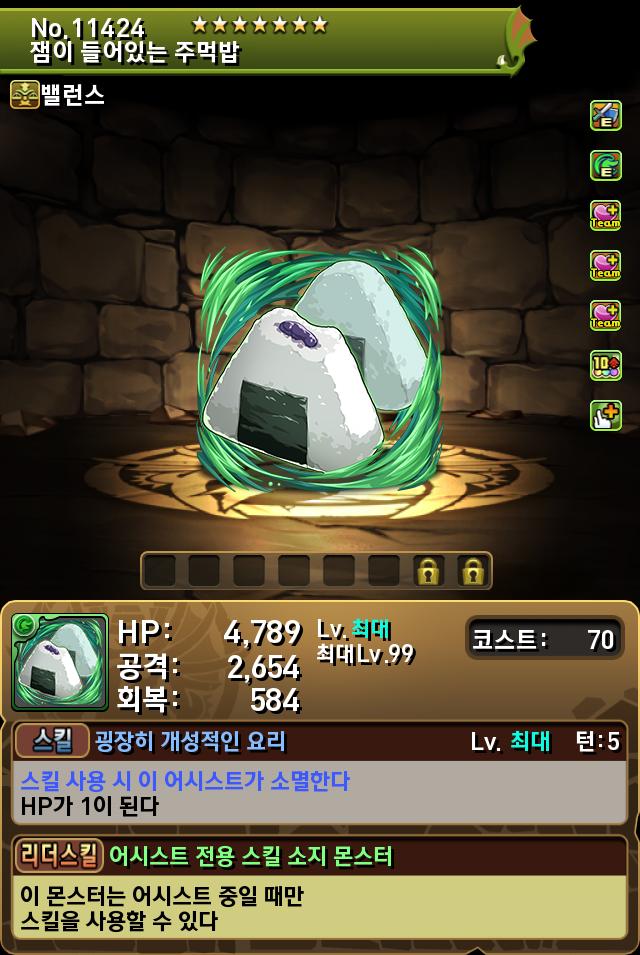 No.11424 ★★★★★★★
잼이 들어있는 주먹밥
밸런스
E
E
Team
Team
Team
10
HP: 4,789 Lv.최대
최대Lv.99
코스트: 70
공격: 2,654
회복: 584
스킬 굉장히 개성적인 요리 Lv. 최대 턴:5
스킬 사용 시 이 어시스트가 소멸한다
HP가 1이 된다
리더스킬 어시스트 전용 스킬 소지 몬스터
이 몬스터는 어시스트 중일 때만
스킬을 사용할 수 있다